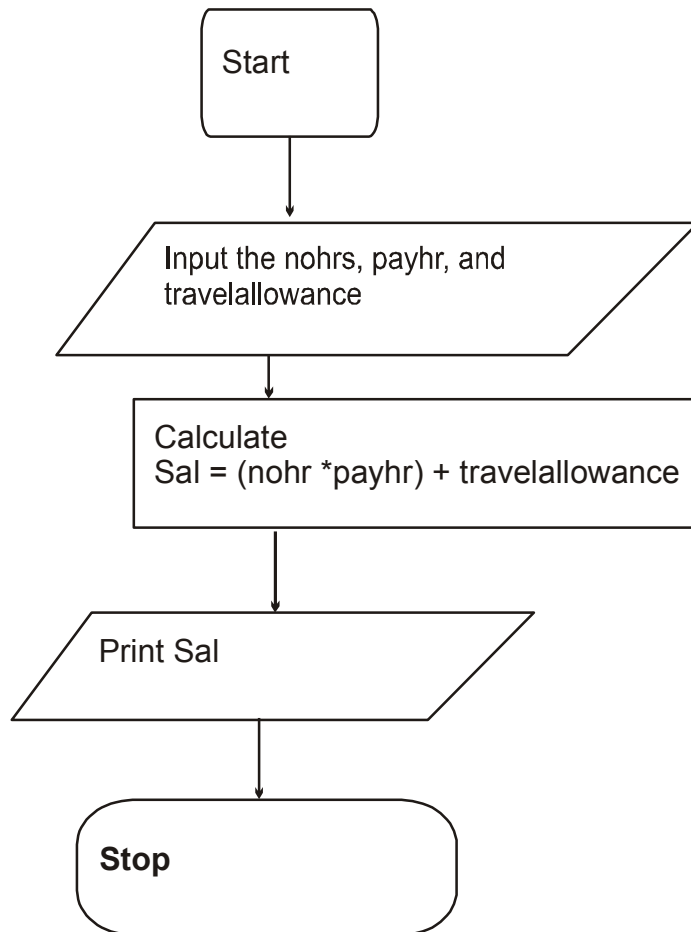 Start
Input the nohrs, payhr, and
travelallowance
Calculate
Sal = (nohr *payhr) + travelallowance
Print Sal
Stop